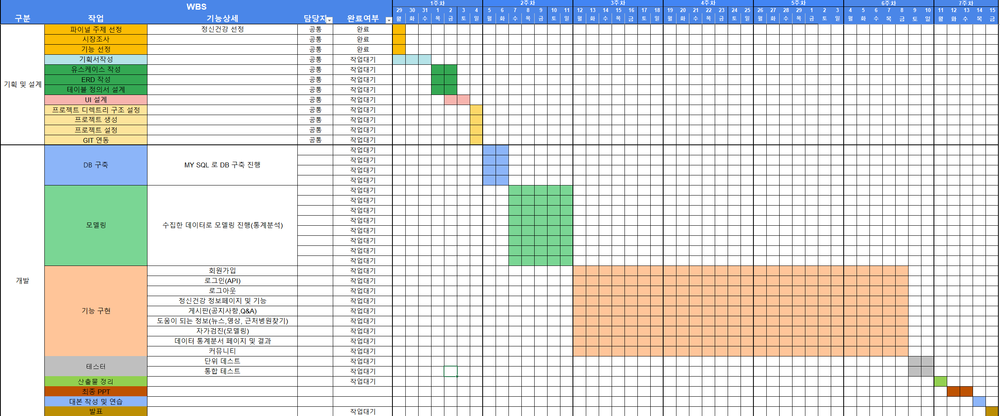 WBS
구분 작업 기능상세 담당자 완료여부
1주차 2주차 3주차 4주차 5주차 6주차 7주차
29 30 31 1 2 3 4 5 6 7 8 9 10 11 12 13 14 15 16 17 18 19 20 21 22 23 24 25 26 27 28 29 1 2 3 4 5 6 7 8 9 10 11 12 13 14 15
월 화 수 목 금 토 일 월 화 수 목 금 토 일 월 화 수 목 금 토 일 월 화 수 목 금 토 일 월 화 수 목 금 토 일 월 화 수 목 금 토 일 월 화 수 목 금
기획 및 설계
파이널 주제 선정 정신건강 선정 공통 완료
시장조사 공통 완료
기능 선정 공통 완료
기획서작성 공통 작업대기
유스케이스 작성 공통 작업대기
ERD 작성 공통 작업대기
테이블 정의서 설계 공통 작업대기
UI 설계 공통 작업대기
프로젝트 디렉트리 구조 설정 공통 작업대기
프로젝트 생성 공통 작업대기
프로젝트 설정 공통 작업대기
GIT 연동 공통 작업대기
개발
DB 구축 MY SQL 로 DB 구축 진행 작업대기
작업대기
작업대기
작업대기
모델링 수집한 데이터로 모델링 진행(통계분석) 작업대기
작업대기
작업대기
작업대기
작업대기
작업대기
작업대기
작업대기
기능 구현
회원가입 작업대기
로그인(API) 작업대기
로그아웃 작업대기
정신건강 정보페이지 및 기능 작업대기
게시판(공지사항,Q&A) 작업대기
도움이 되는 정보(뉴스,영상, 근처병원찾기) 작업대기
자가검진(모델링) 작업대기
데이터 통계분서 페이지 및 결과 작업대기
커뮤니티 작업대기
테스터
단위 테스트 작업대기
통합 테스트 작업대기
산출물 정리 작업대기
최종 PPT
대본 작성 및 연습
발표 작업대기